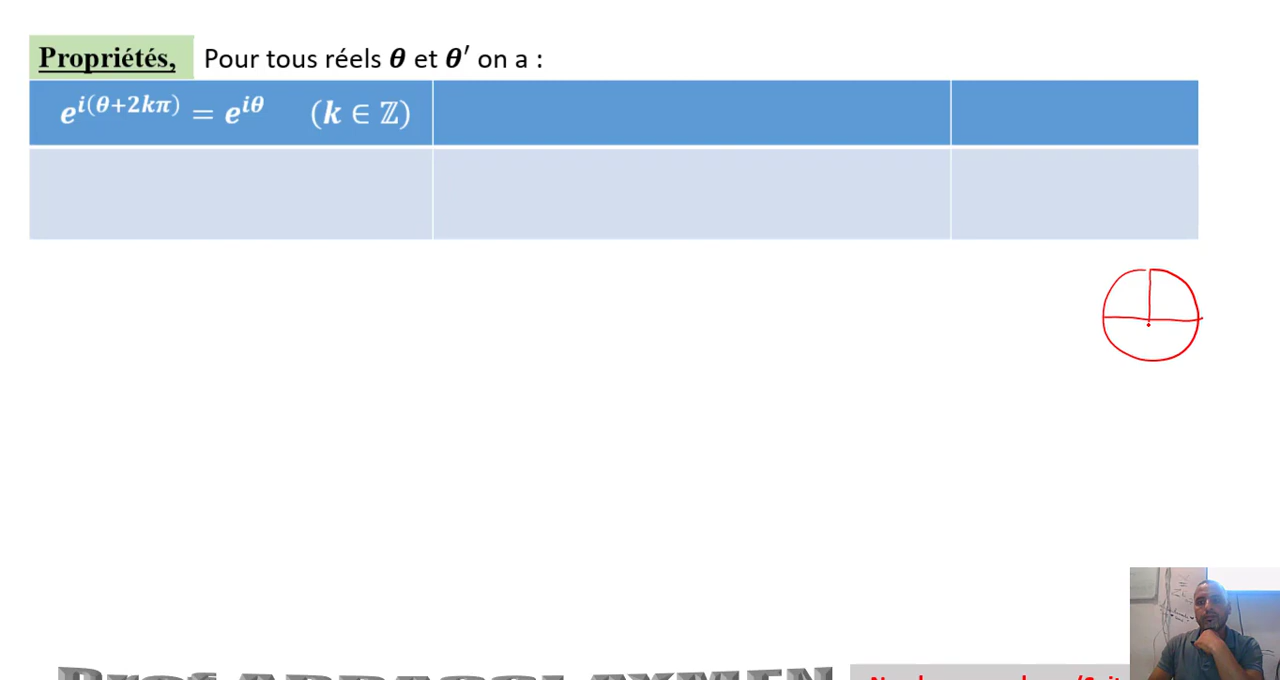 Propriétés, Pour tous réels θ et θ′ on a :
e^{i(θ+2kπ)} = e^{iθ} (k ∈ ℤ)